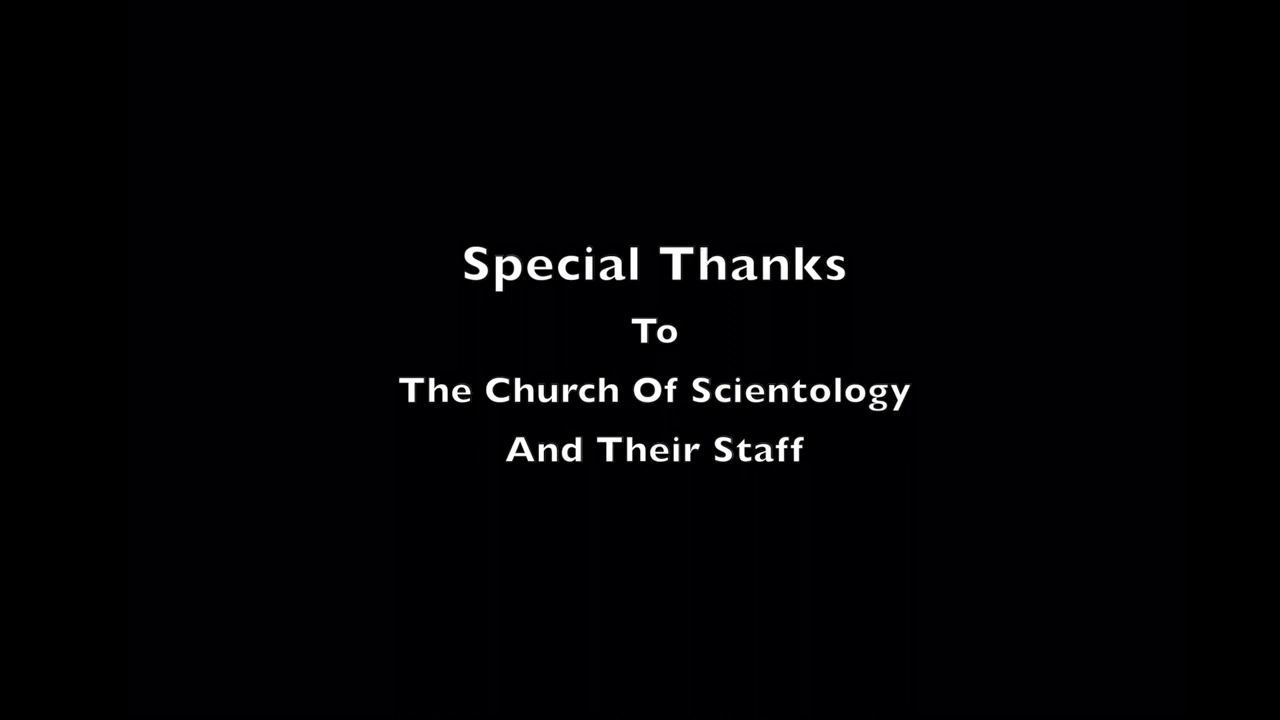 Special Thanks
To
The Church Of Scientology
And Their Staff